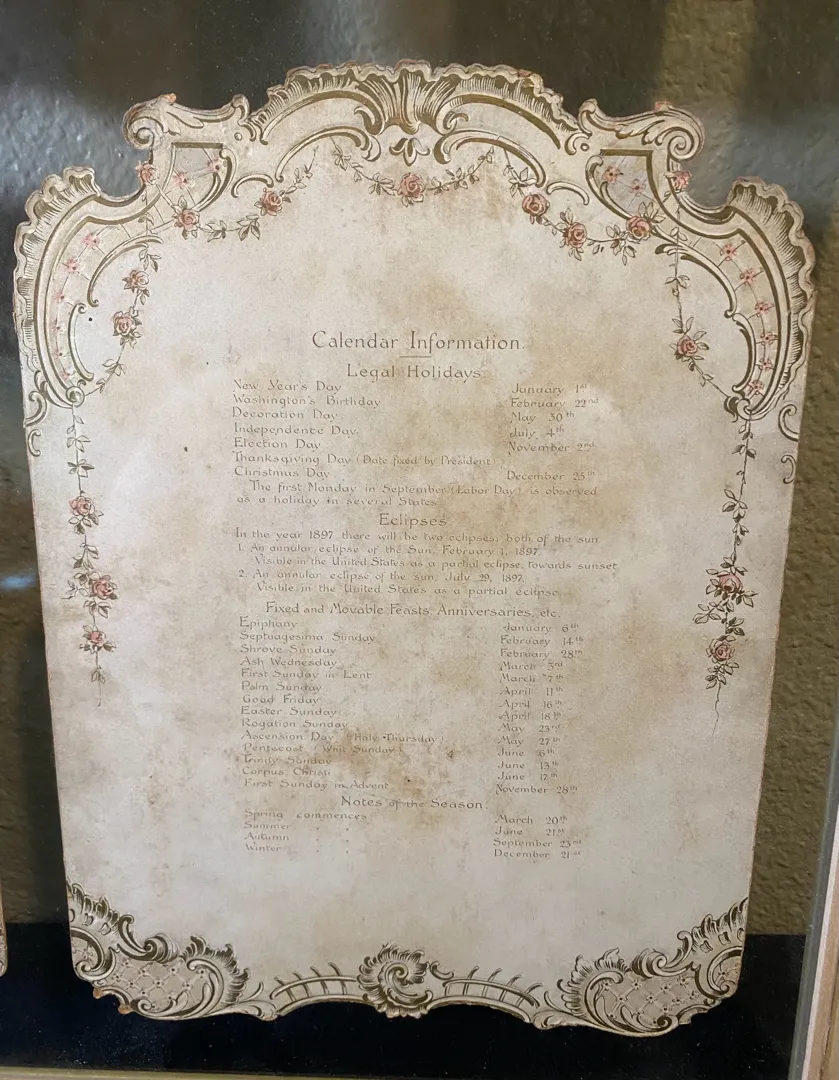 Calendar Information.
Legal Holidays
New Year's Day January 1st
Washington's Birthday February 22nd
Decoration Day May 30th
Independence Day July 4th
Election Day November 2nd
Thanksgiving Day (Date fixed by President)
Christmas Day December 25th
The first Monday in September (Labor Day) is observed
as a holiday in several States
Eclipses
In the year 1897 there will be two eclipses, both of the sun
1. An annular eclipse of the Sun, February 1, 1897
Visible in the United States as a partial eclipse, towards sunset
2. An annular eclipse of the sun, July 29, 1897.
Visible in the United States as a partial eclipse
Fixed and Movable Feasts, Anniversaries, etc.
Epiphany January 6th
Septuagesima Sunday February 14th
Shrove Sunday February 28th
Ash Wednesday March 3rd
First Sunday in Lent March 7th
Palm Sunday April 11th
Good Friday April 16th
Easter Sunday April 18th
Rogation Sunday May 23rd
Ascension Day (Holy Thursday) May 27th
Pentecost (Whit Sunday) June 6th
Trinity Sunday June 13th
Corpus Christi June 17th
First Sunday in Advent November 28th
Notes of the Season.
Spring commences March 20th
Summer " " June 21st
Autumn " " September 23rd
Winter " " December 21st